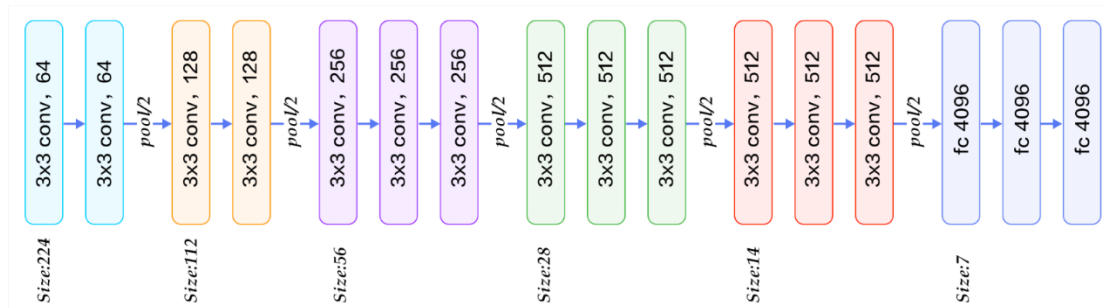 3x3 conv, 64
3x3 conv, 64
pool/2
3x3 conv, 128
3x3 conv, 128
pool/2
3x3 conv, 256
3x3 conv, 256
3x3 conv, 256
pool/2
3x3 conv, 512
3x3 conv, 512
3x3 conv, 512
pool/2
3x3 conv, 512
3x3 conv, 512
3x3 conv, 512
pool/2
fc 4096
fc 4096
fc 4096
Size:224
Size:112
Size:56
Size:28
Size:14
Size:7